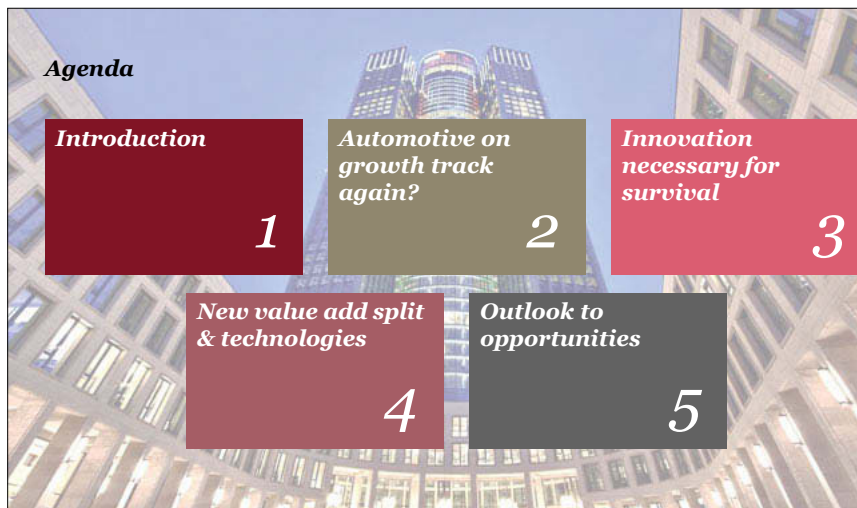 Agenda
Introduction
1
Automotive on
growth track
again?
2
Innovation
necessary for
survival
3
New value add split
& technologies
4
Outlook to
opportunities
5